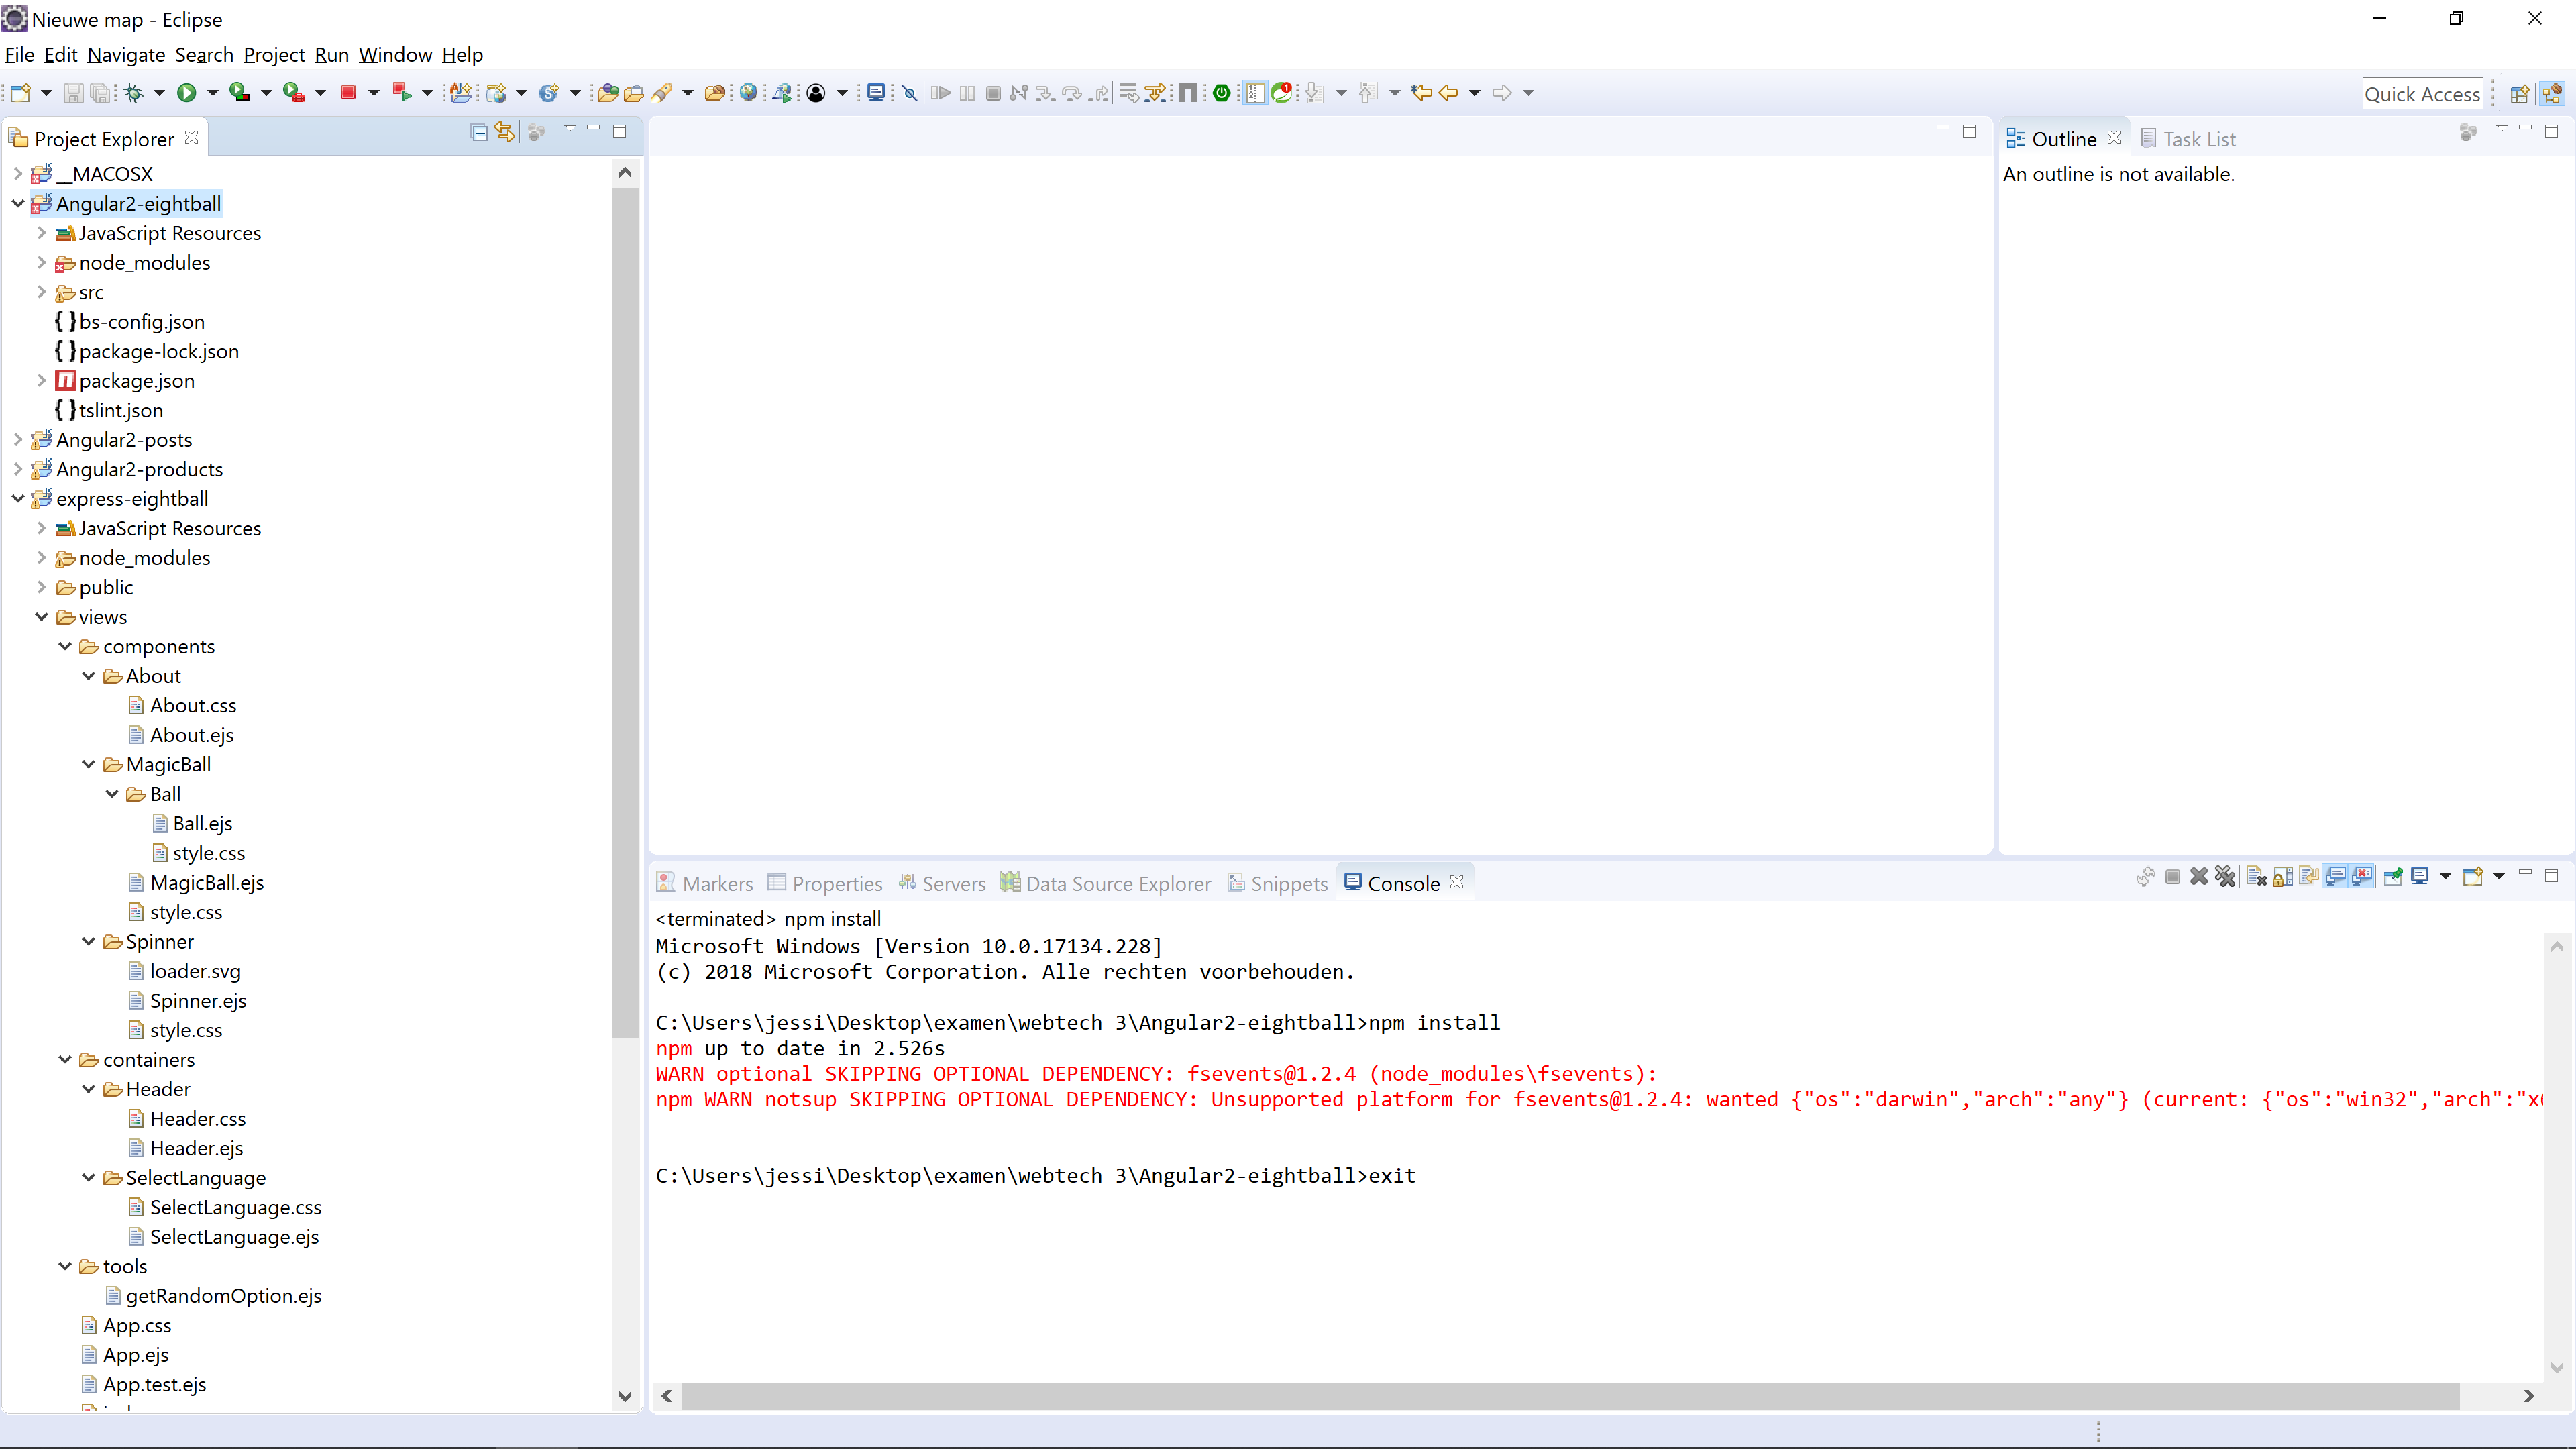 Nieuwe map - Eclipse
File Edit Navigate Search Project Run Window Help
Quick Access
Project Explorer
__MACOSX
Angular2-eightball
JavaScript Resources
node_modules
src
bs-config.json
package-lock.json
package.json
tslint.json
Angular2-posts
Angular2-products
express-eightball
JavaScript Resources
node_modules
public
views
components
About
About.css
About.ejs
MagicBall
Ball
Ball.ejs
style.css
MagicBall.ejs
style.css
Spinner
loader.svg
Spinner.ejs
style.css
containers
Header
Header.css
Header.ejs
SelectLanguage
SelectLanguage.css
SelectLanguage.ejs
tools
getRandomOption.ejs
App.css
App.ejs
App.test.ejs
Outline Task List
An outline is not available.
Markers Properties Servers Data Source Explorer Snippets Console
<terminated> npm install
Microsoft Windows [Version 10.0.17134.228]
(c) 2018 Microsoft Corporation. Alle rechten voorbehouden.
C:\Users\jessi\Desktop\examen\webtech 3\Angular2-eightball>npm install
npm up to date in 2.526s
WARN optional SKIPPING OPTIONAL DEPENDENCY: fsevents@1.2.4 (node_modules\fsevents):
npm WARN notsup SKIPPING OPTIONAL DEPENDENCY: Unsupported platform for fsevents@1.2.4: wanted {"os":"darwin","arch":"any"} (current: {"os":"win32","arch":"x
C:\Users\jessi\Desktop\examen\webtech 3\Angular2-eightball>exit